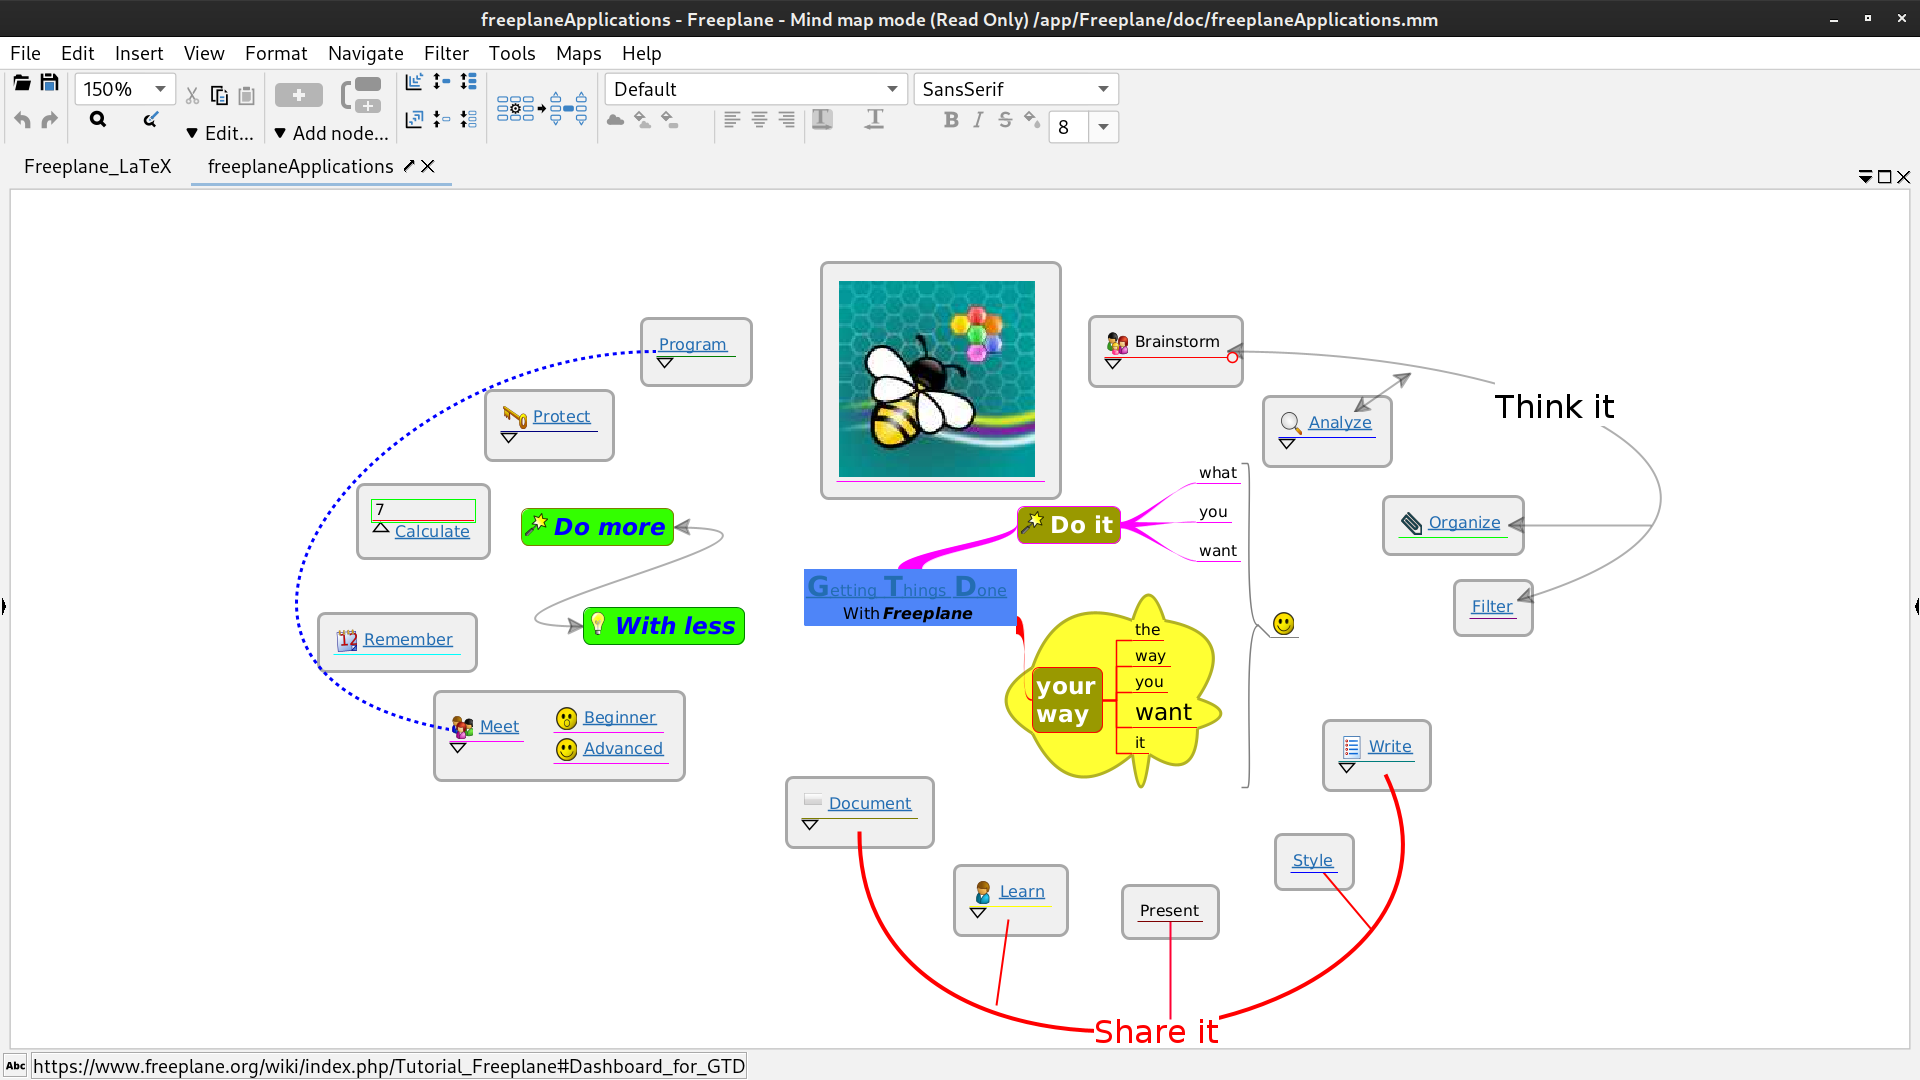 freeplaneApplications - Freeplane - Mind map mode (Read Only) /app/Freeplane/doc/freeplaneApplications.mm
File Edit Insert View Format Navigate Filter Tools Maps Help
150% Default SansSerif
Edit... Add node... B I S 8
Freeplane_LaTeX freeplaneApplications
Program
Brainstorm
Think it
Protect
Analyze
7
Calculate
Do more
Do it
what
you
want
Organize
Getting Things Done
With Freeplane
Filter
With less
Remember
the
way
you
want
it
your
way
Meet
Beginner
Advanced
Write
Document
Style
Learn
Present
Share it
Abc https://www.freeplane.org/wiki/index.php/Tutorial_Freeplane#Dashboard_for_GTD